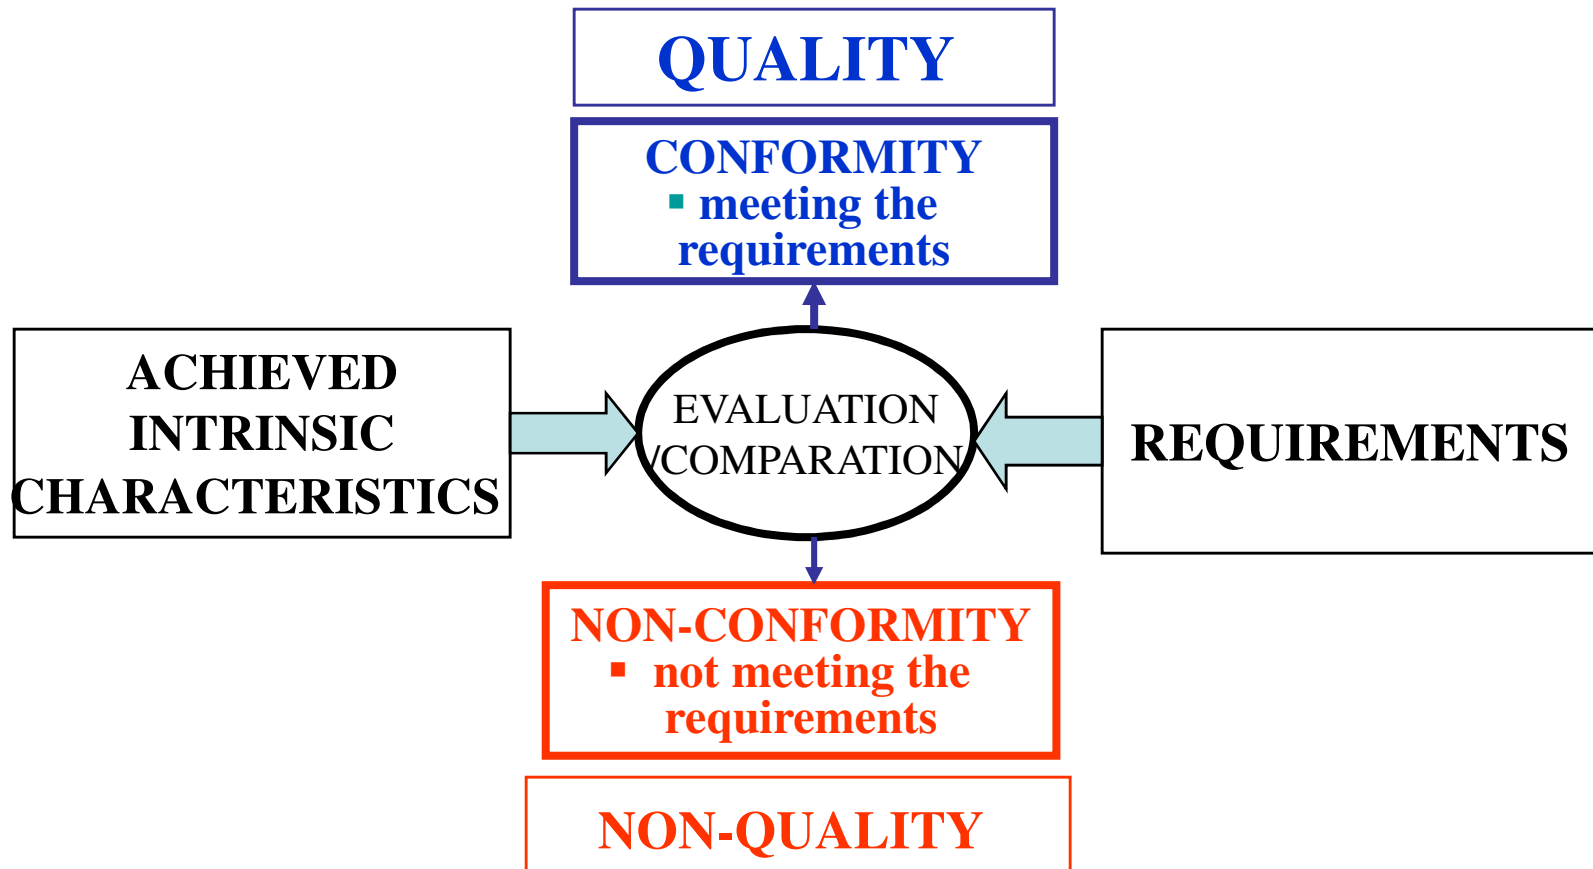 QUALITY
CONFORMITY
▪ meeting the
requirements
ACHIEVED
INTRINSIC
CHARACTERISTICS
EVALUATION
/COMPARATION
REQUIREMENTS
NON-CONFORMITY
▪ not meeting the
requirements
NON-QUALITY